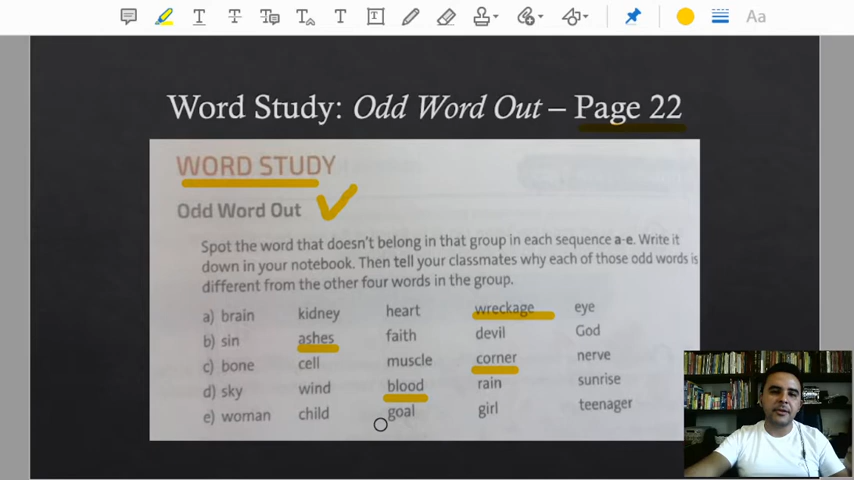 Aa
Word Study: Odd Word Out – Page 22
WORD STUDY
Odd Word Out
Spot the word that doesn't belong in that group in each sequence a-e. Write it
down in your notebook. Then tell your classmates why each of those odd words is
different from the other four words in the group.
a) brain kidney heart wreckage eye
b) sin ashes faith devil God
c) bone cell muscle corner nerve
d) sky wind blood rain sunrise
e) woman child goal girl teenager